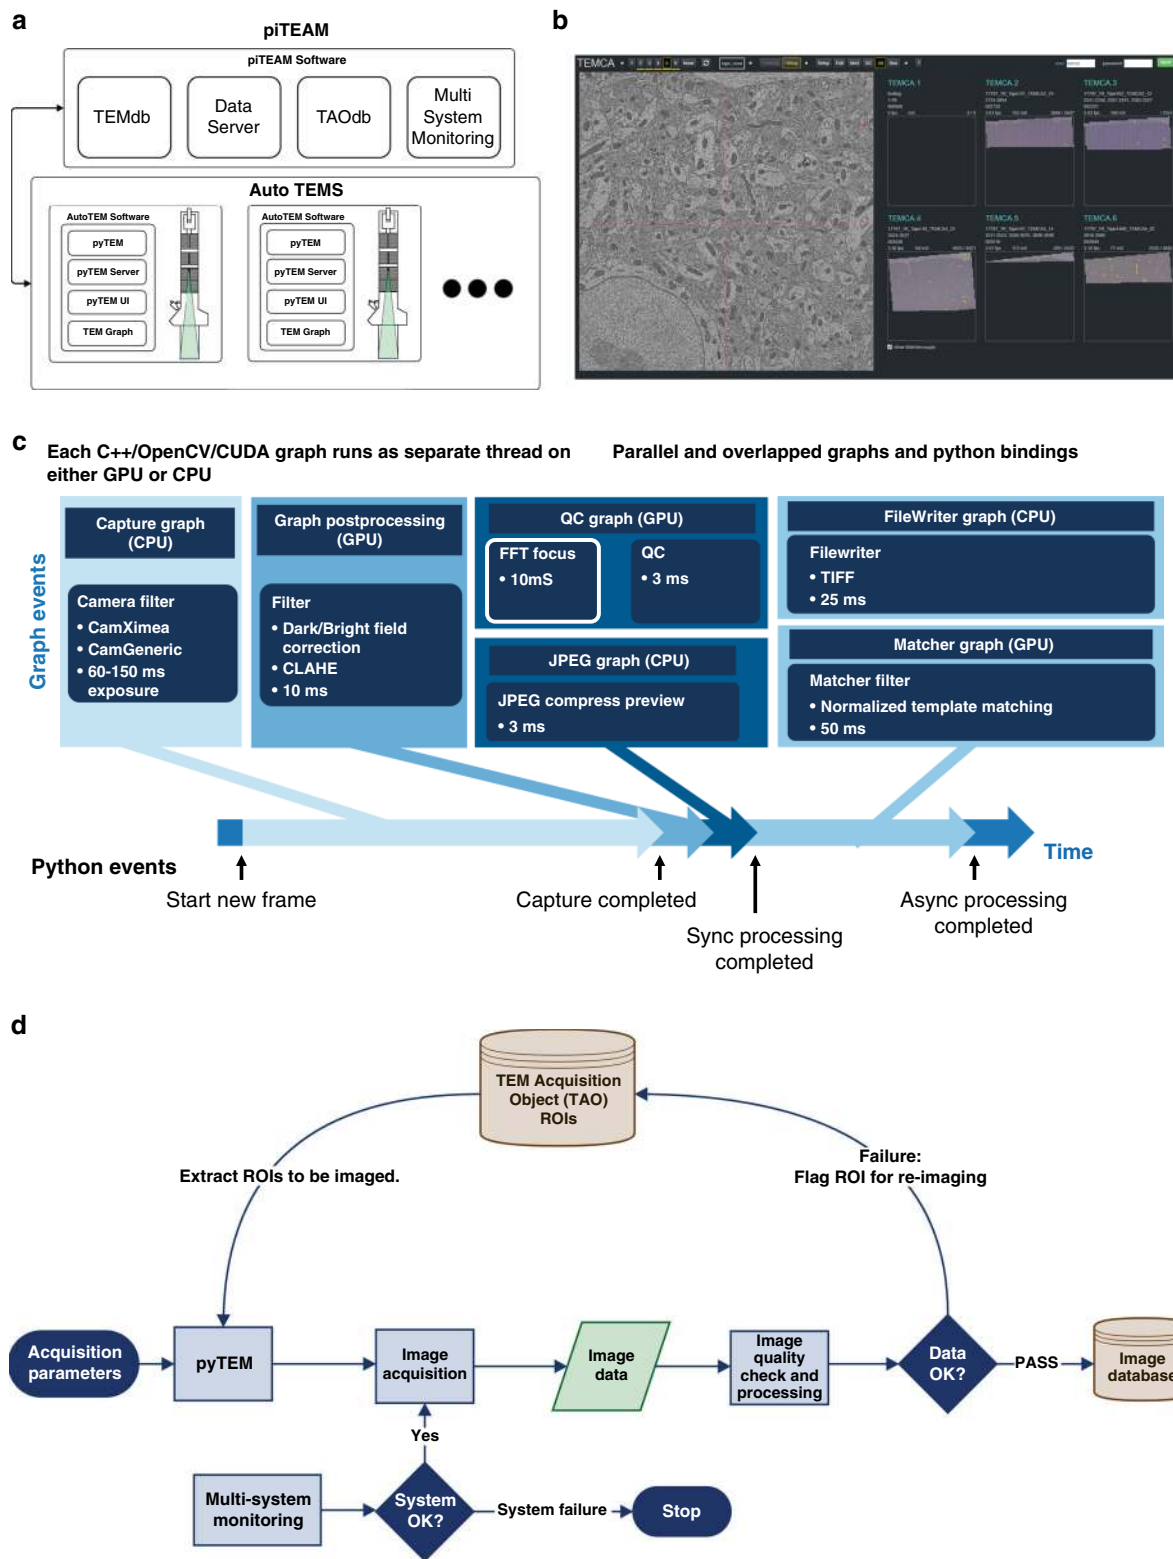 a
piTEAM
piTEAM Software
TEMdb
Data
Server
TAOdb
Multi
System
Monitoring
Auto TEMS
AutoTEM Software
pyTEM
pyTEM Server
pyTEM UI
TEM Graph
AutoTEM Software
pyTEM
pyTEM Server
pyTEM UI
TEM Graph
b
TEMCA
TEMCA 1
TEMCA 2
TEMCA 3
TEMCA 4
TEMCA 5
TEMCA 6
c
Each C++/OpenCV/CUDA graph runs as separate thread on
either GPU or CPU
Parallel and overlapped graphs and python bindings
Graph events
Capture graph
(CPU)
Camera filter
• CamXimea
• CamGeneric
• 60-150 ms
exposure
Graph postprocessing
(GPU)
Filter
• Dark/Bright field
correction
• CLAHE
• 10 ms
QC graph (GPU)
FFT focus
• 10mS
QC
• 3 ms
JPEG graph (CPU)
JPEG compress preview
• 3 ms
FileWriter graph (CPU)
Filewriter
• TIFF
• 25 ms
Matcher graph (GPU)
Matcher filter
• Normalized template matching
• 50 ms
Python events
Time
Start new frame
Capture completed
Sync processing
completed
Async processing
completed
d
TEM Acquisition
Object (TAO)
ROIs
Extract ROIs to be imaged.
Failure:
Flag ROI for re-imaging
Acquisition
parameters
pyTEM
Image
acquisition
Image
data
Image
quality
check and
processing
Data
OK?
PASS
Image
database
Yes
Multi-system
monitoring
System
OK?
System failure
Stop